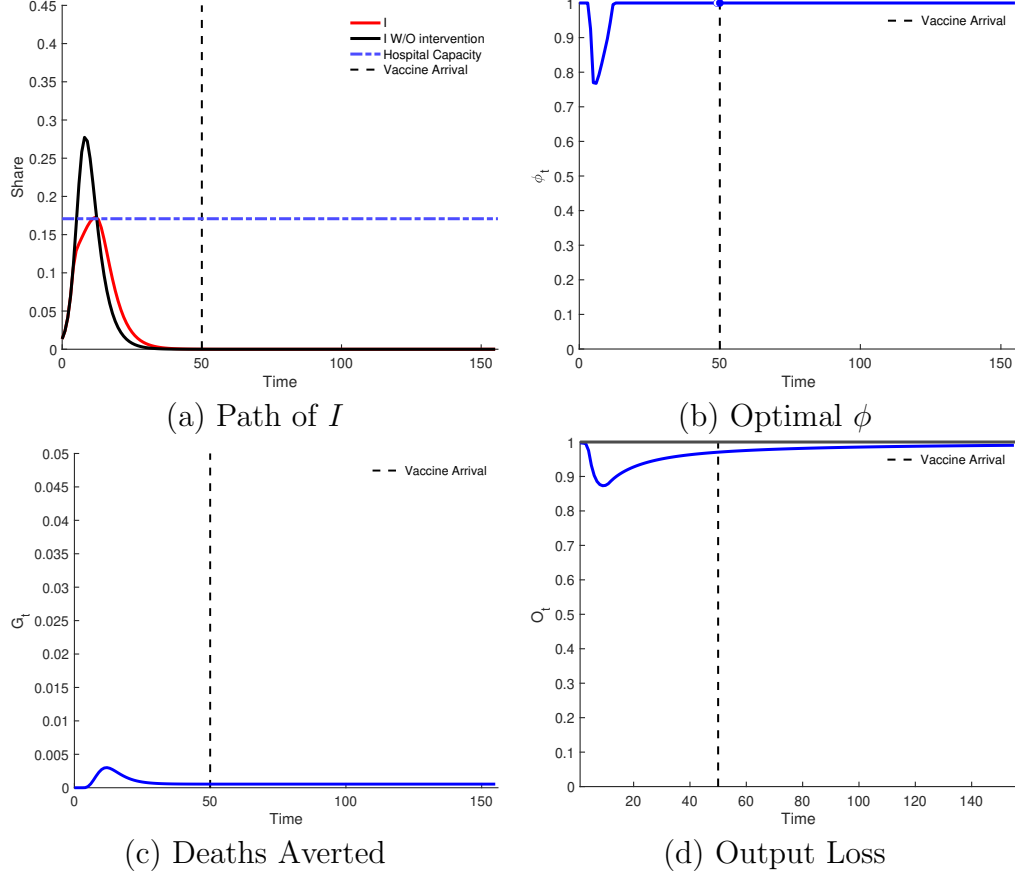 0.45
0.4
0.35
0.3
0.25
0.2
0.15
0.1
0.05
0
Share
0 50 100 150
Time
I
I W/O intervention
Hospital Capacity
Vaccine Arrival
(a) Path of I
1
0.9
0.8
0.7
0.6
0.5
0.4
0.3
0.2
0.1
0
ϕt
0 50 100 150
Time
Vaccine Arrival
(b) Optimal ϕ
0.05
0.045
0.04
0.035
0.03
0.025
0.02
0.015
0.01
0.005
0
Gt
0 50 100 150
Time
Vaccine Arrival
(c) Deaths Averted
1
0.9
0.8
0.7
0.6
0.5
0.4
0.3
0.2
0.1
0
Ot
20 40 60 80 100 120 140
Time
Vaccine Arrival
(d) Output Loss